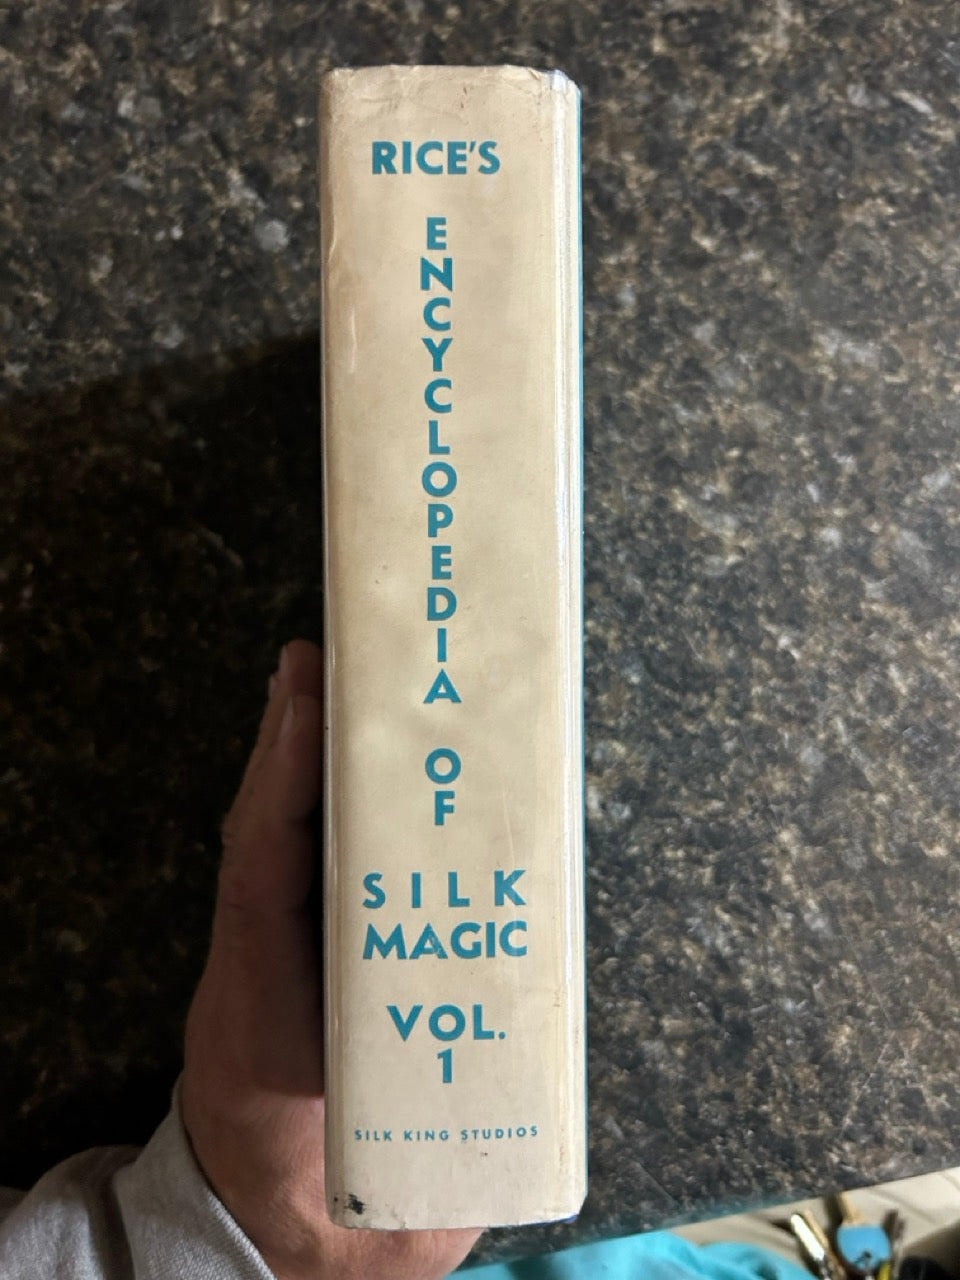 RICE'S
ENCYCLOPEDIA
OF
SILK
MAGIC
VOL.
1
SILK KING STUDIOS